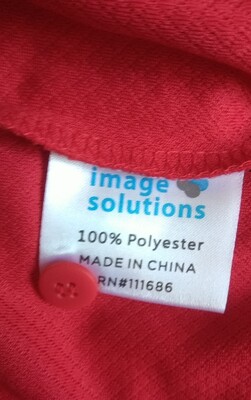 image
solutions
100% Polyester
MADE IN CHINA
RN#111686